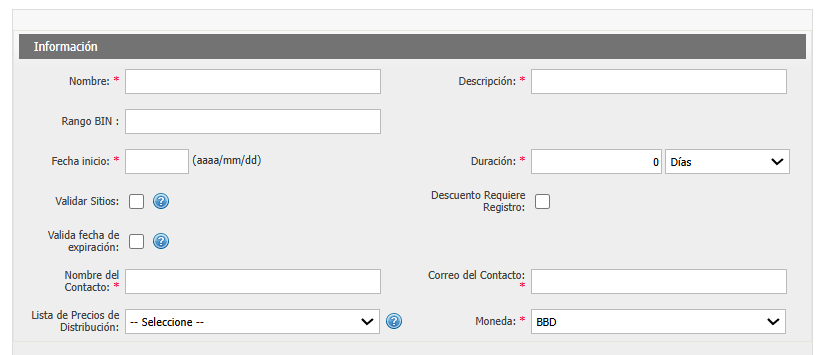 Información
Nombre: *
Descripción: *
Rango BIN :
Fecha inicio: * (aaaa/mm/dd)
Duración: * 0 Días
Validar Sitios: ?
Descuento Requiere
Registro:
Valida fecha de
expiración: ?
Nombre del
Contacto: *
Correo del Contacto:
*
Lista de Precios de
Distribución: -- Seleccione -- ?
Moneda: * BBD